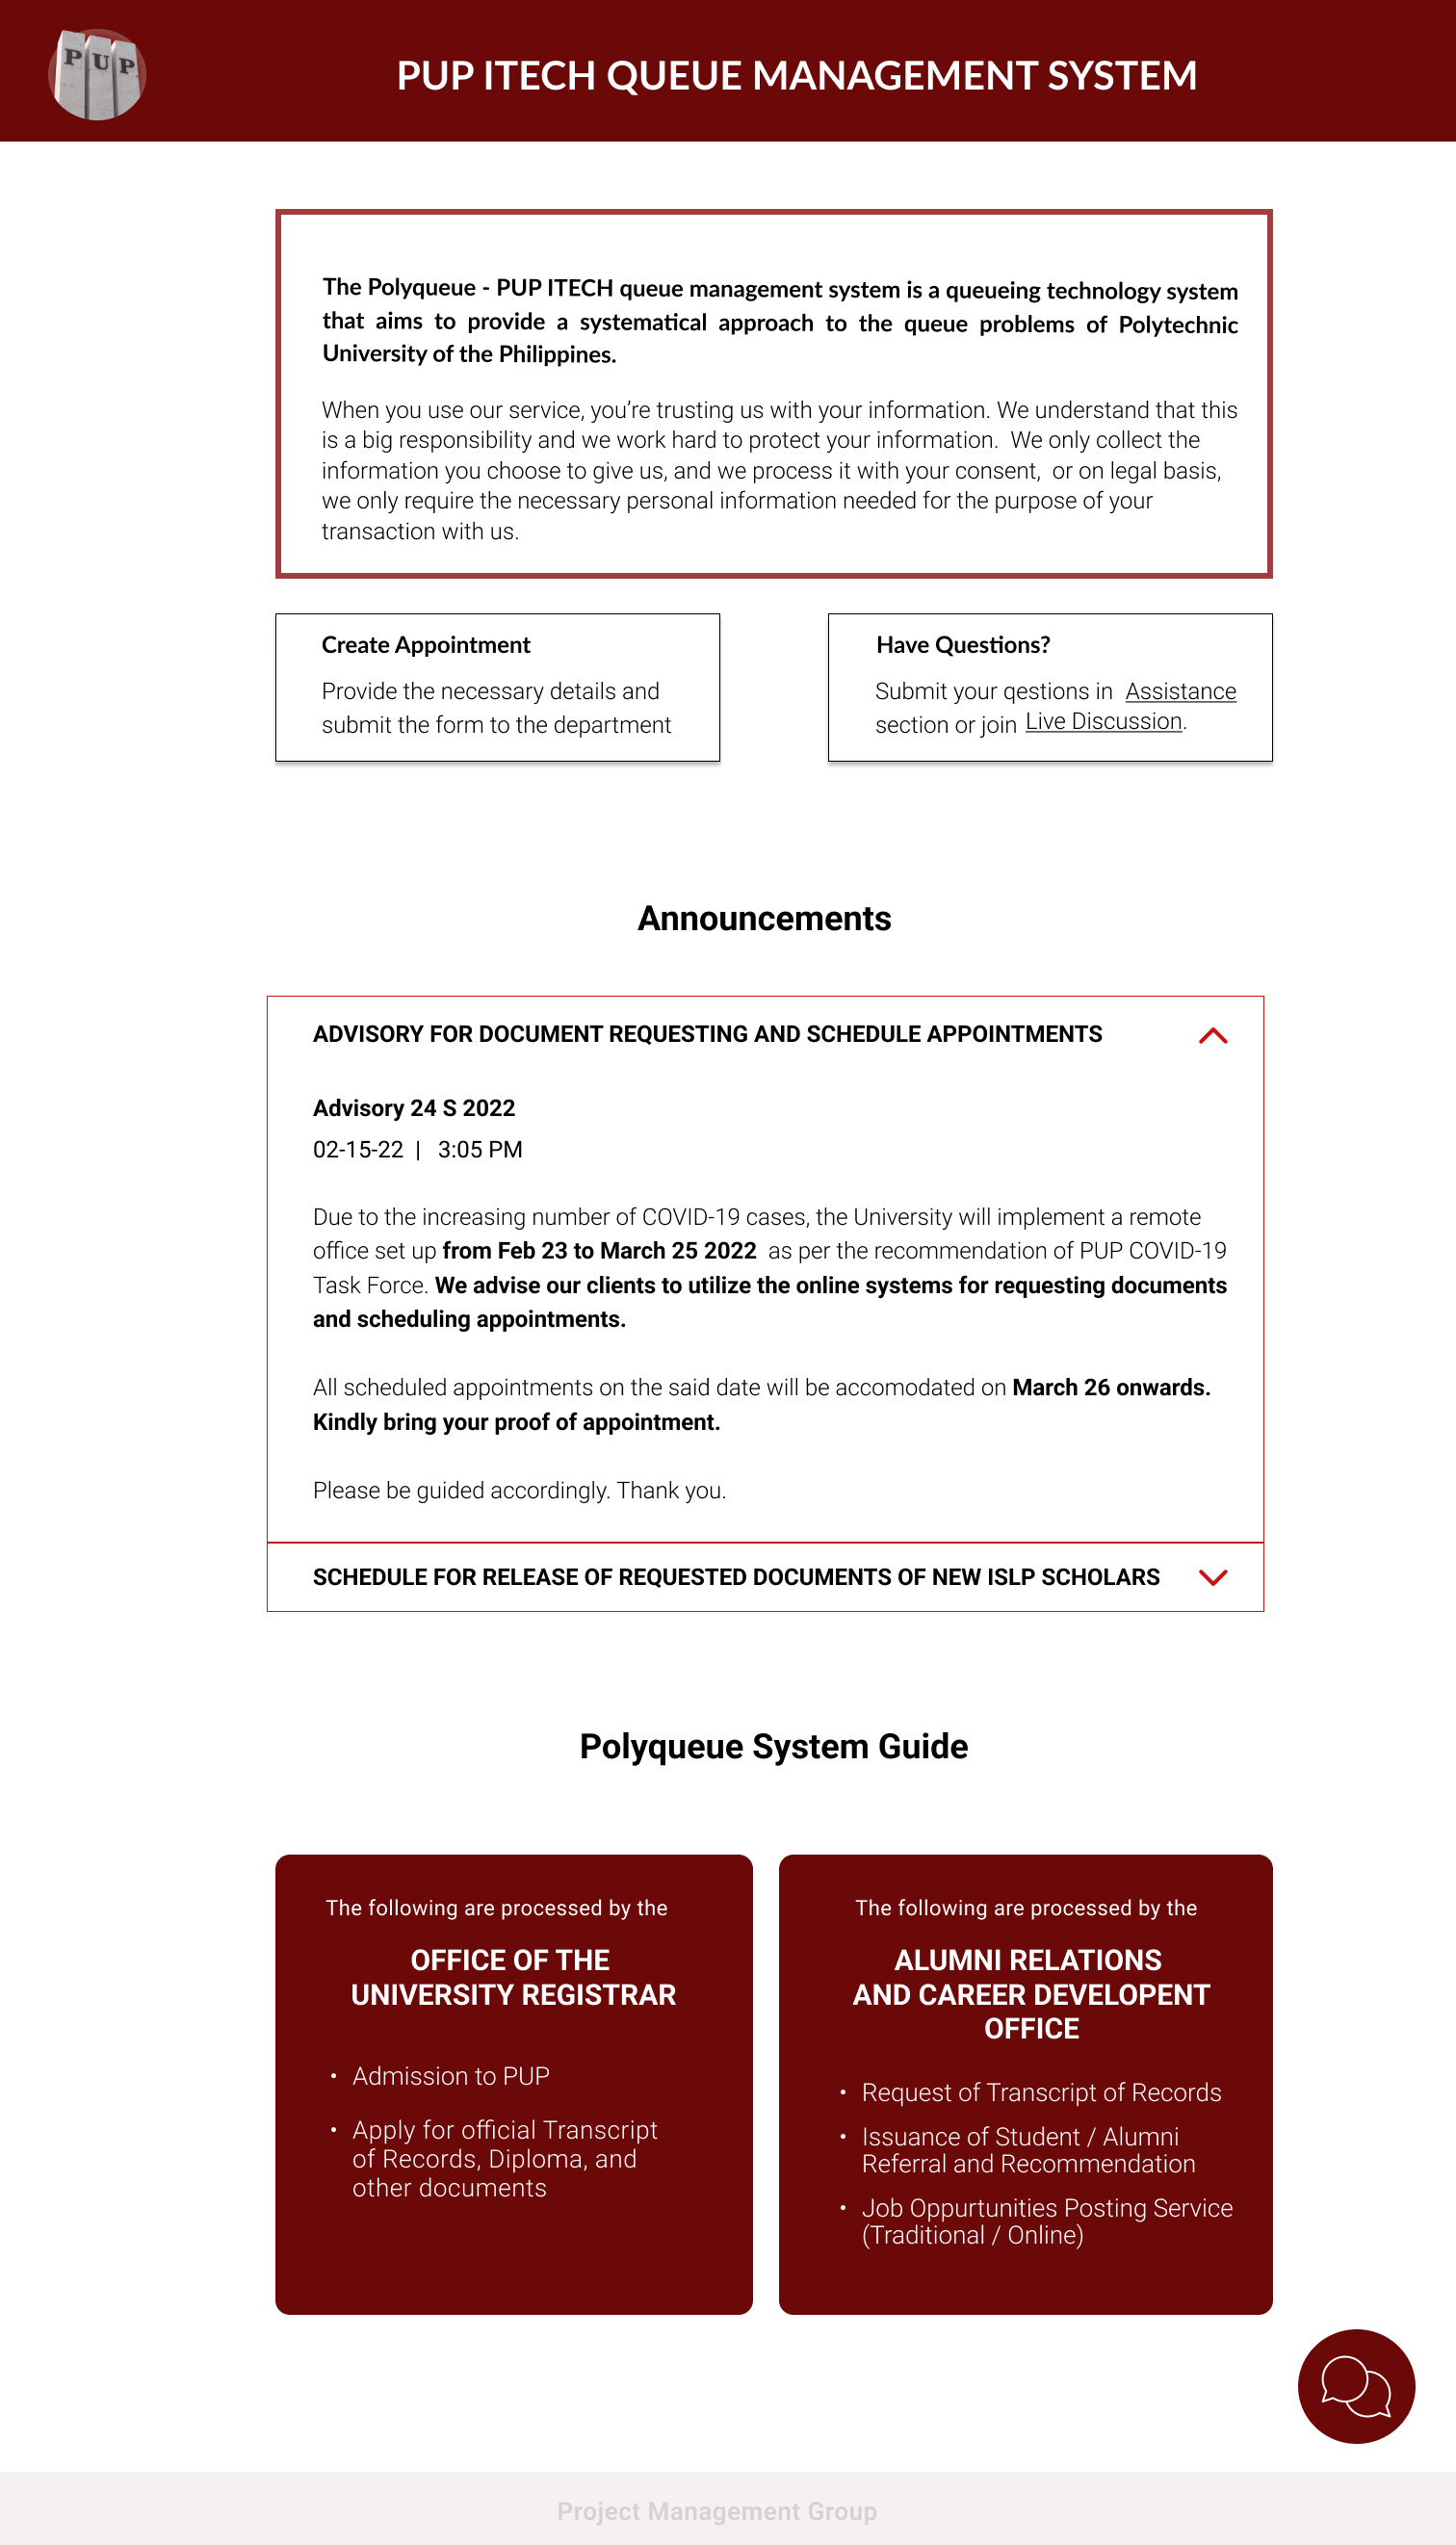 PUP
PUP ITECH QUEUE MANAGEMENT SYSTEM
The Polyqueue - PUP ITECH queue management system is a queueing technology system
that aims to provide a systematical approach to the queue problems of Polytechnic
University of the Philippines.
When you use our service, you’re trusting us with your information. We understand that this
is a big responsibility and we work hard to protect your information.  We only collect the
information you choose to give us, and we process it with your consent,  or on legal basis,
we only require the necessary personal information needed for the purpose of your
transaction with us.
Create Appointment
Provide the necessary details and
submit the form to the department
Have Questions?
Submit your qestions in Assistance
section or join Live Discussion.
Announcements
ADVISORY FOR DOCUMENT REQUESTING AND SCHEDULE APPOINTMENTS
Advisory 24 S 2022
02-15-22 | 3:05 PM
Due to the increasing number of COVID-19 cases, the University will implement a remote
office set up from Feb 23 to March 25 2022  as per the recommendation of PUP COVID-19
Task Force. We advise our clients to utilize the online systems for requesting documents
and scheduling appointments.
All scheduled appointments on the said date will be accomodated on March 26 onwards.
Kindly bring your proof of appointment.
Please be guided accordingly. Thank you.
SCHEDULE FOR RELEASE OF REQUESTED DOCUMENTS OF NEW ISLP SCHOLARS
Polyqueue System Guide
The following are processed by the
OFFICE OF THE
UNIVERSITY REGISTRAR
• Admission to PUP
• Apply for official Transcript
of Records, Diploma, and
other documents
The following are processed by the
ALUMNI RELATIONS
AND CAREER DEVELOPENT
OFFICE
• Request of Transcript of Records
• Issuance of Student / Alumni
Referral and Recommendation
• Job Oppurtunities Posting Service
(Traditional / Online)
Project Management Group